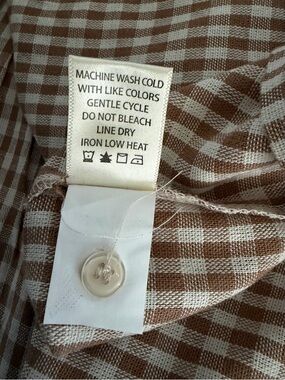 MACHINE WASH COLD
WITH LIKE COLORS
GENTLE CYCLE
DO NOT BLEACH
LINE DRY
IRON LOW HEAT